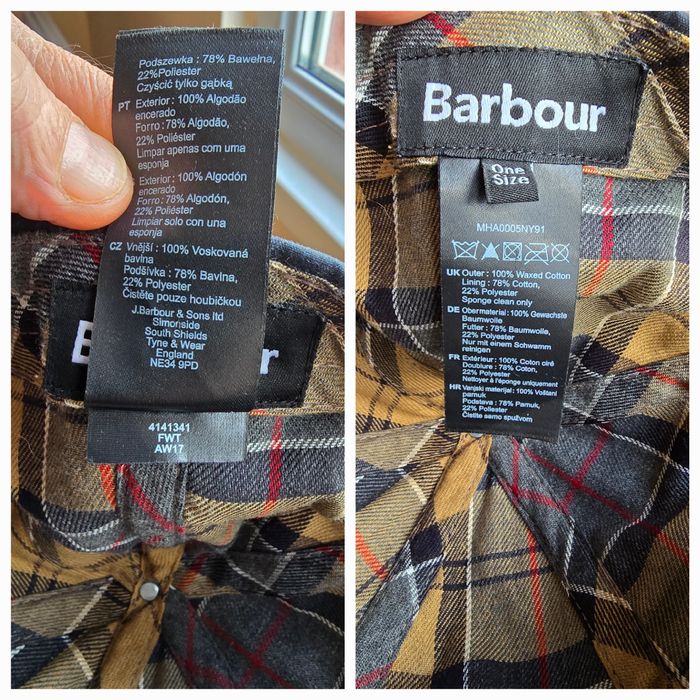 Podszewka : 78% Bawełna,
22%Poliester
Czyścić tylko gąbką
PT Exterior: 100% Algodão
encerado
Forro : 78% Algodão,
22% Poliéster
Limpar apenas com uma
esponja
Exterior: 100% Algodón
encerado
Forro : 78% Algodón,
22% Poliéster
Limpiar solo con una
esponja
CZ Vnější : 100% Voskovaná
bavlna
Podšívka : 78% Bavlna,
22% Polyester
Čistěte pouze houbičkou
J.Barbour & Sons ltd
Simonside
South Shields
Tyne & Wear
England
NE34 9PD
4141341
FWT
AW17
Barbour
One
Size
MHA0005NY91
UK Outer : 100% Waxed Cotton
Lining : 78% Cotton,
22% Polyester
Sponge clean only
DE Obermaterial : 100% Gewachste
Baumwolle
Futter : 78% Baumwolle,
22% Polyester
Nur mit einem Schwamm
reinigen
FR Extérieur: 100% Coton ciré
Doublure : 78% Coton,
22% Polyester
Nettoyer à l'éponge uniquement
HR Vanjski materijal: 100% Voštani
pamuk
Podstava : 78% Pamuk,
22% Poliester
Čistite samo spužvom